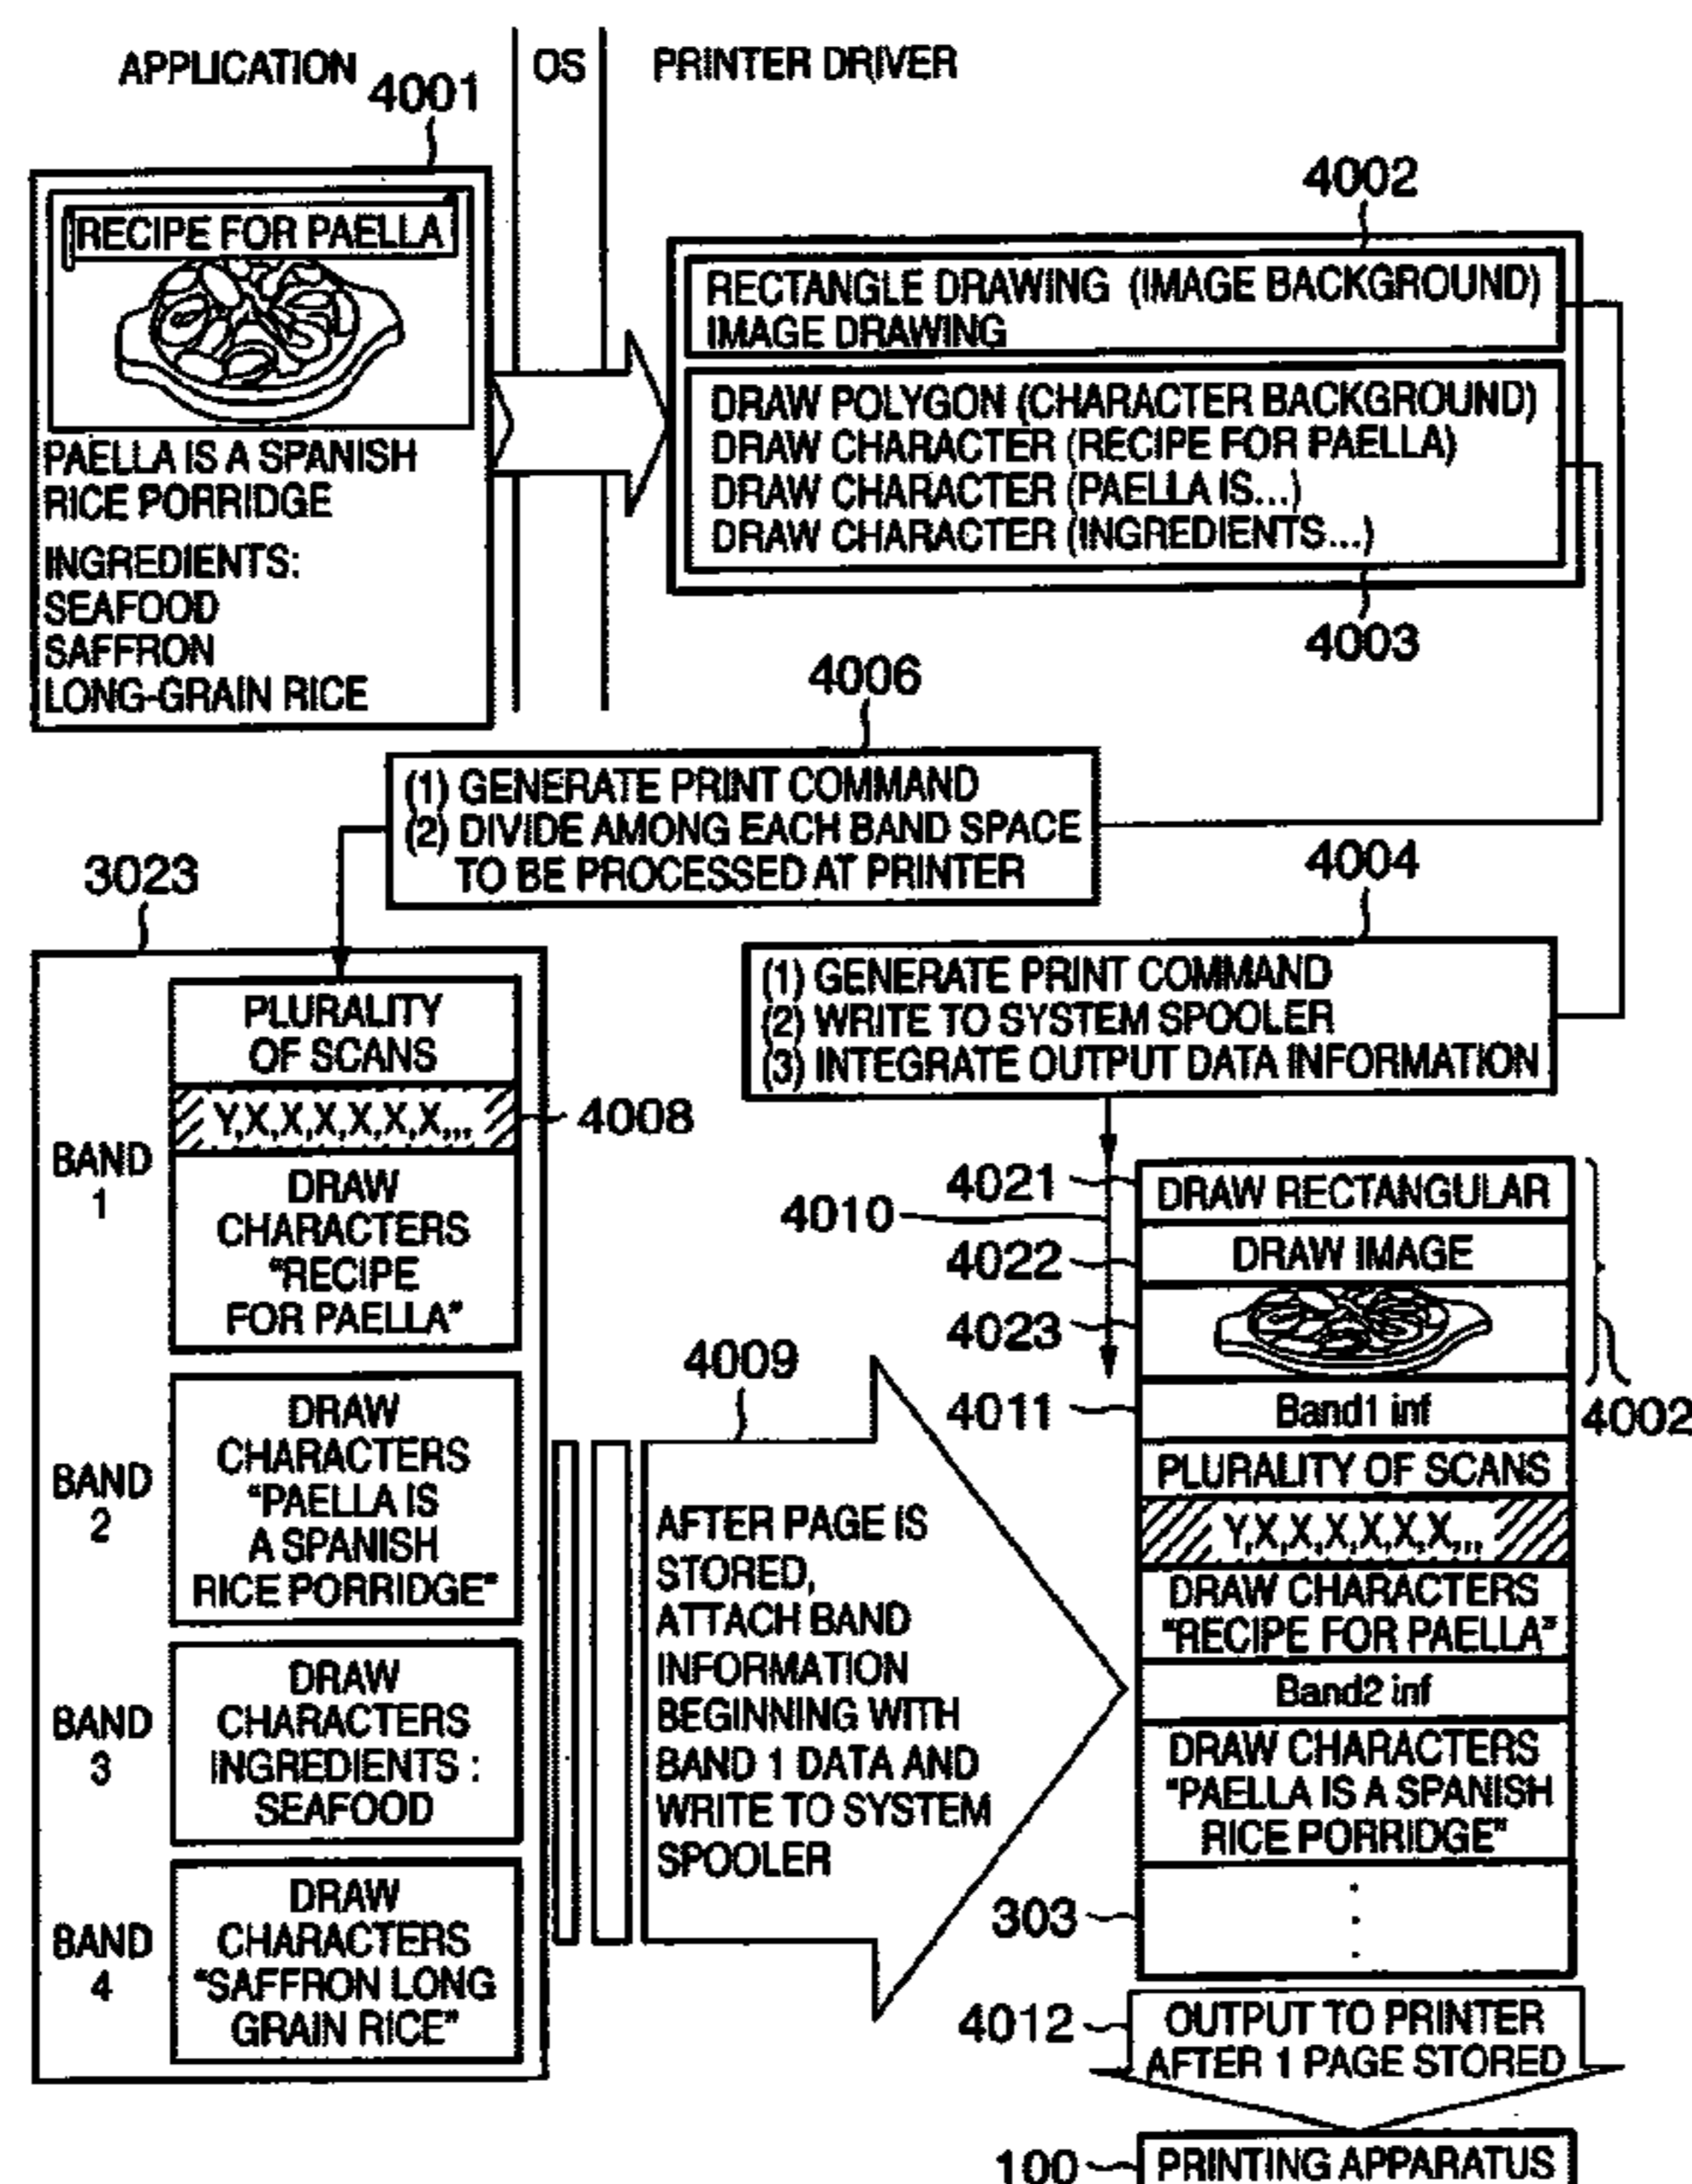 APPLICATION
OS
PRINTER DRIVER
4001
RECIPE FOR PAELLA
PAELLA IS A SPANISH
RICE PORRIDGE
INGREDIENTS:
SEAFOOD
SAFFRON
LONG-GRAIN RICE
4002
RECTANGLE DRAWING (IMAGE BACKGROUND)
IMAGE DRAWING
DRAW POLYGON (CHARACTER BACKGROUND)
DRAW CHARACTER (RECIPE FOR PAELLA)
DRAW CHARACTER (PAELLA IS...)
DRAW CHARACTER (INGREDIENTS...)
4003
4006
(1) GENERATE PRINT COMMAND
(2) DIVIDE AMONG EACH BAND SPACE
TO BE PROCESSED AT PRINTER
4004
(1) GENERATE PRINT COMMAND
(2) WRITE TO SYSTEM SPOOLER
(3) INTEGRATE OUTPUT DATA INFORMATION
3023
BAND
1
PLURALITY
OF SCANS
Y,X,X,X,X,X,X,,,
4008
DRAW
CHARACTERS
"RECIPE
FOR PAELLA"
BAND
2
DRAW
CHARACTERS
"PAELLA IS
A SPANISH
RICE PORRIDGE"
BAND
3
DRAW
CHARACTERS
INGREDIENTS :
SEAFOOD
BAND
4
DRAW
CHARACTERS
"SAFFRON LONG
GRAIN RICE"
4009
AFTER PAGE IS
STORED,
ATTACH BAND
INFORMATION
BEGINNING WITH
BAND 1 DATA AND
WRITE TO SYSTEM
SPOOLER
4010
4021
DRAW RECTANGULAR
4022
DRAW IMAGE
4023
4002
4011
Band1 inf
PLURALITY OF SCANS
Y,X,X,X,X,X,X,,,
DRAW CHARACTERS
"RECIPE FOR PAELLA"
Band2 inf
DRAW CHARACTERS
"PAELLA IS A SPANISH
RICE PORRIDGE"
303
4012
OUTPUT TO PRINTER
AFTER 1 PAGE STORED
100
PRINTING APPARATUS